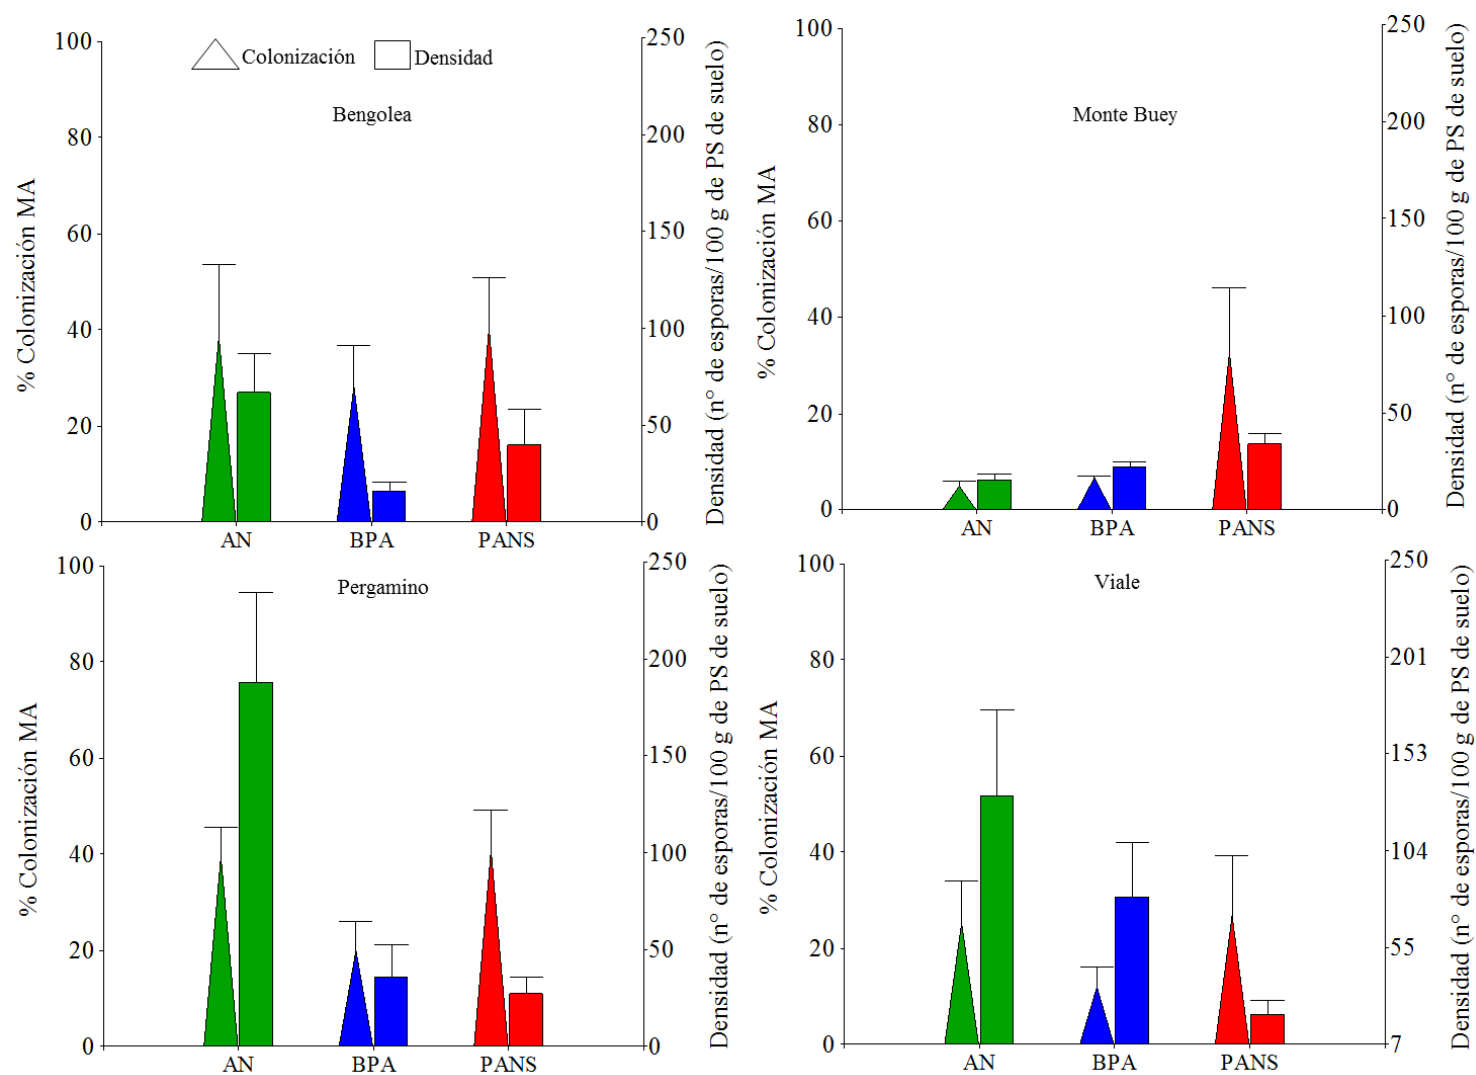 Colonización
Densidad
Bengolea
% Colonización MA
100
80
60
40
20
0
AN
BPA
PANS
250
200
150
100
50
0
Densidad (n° de esporas/100 g de PS de suelo)
Monte Buey
% Colonización MA
100
80
60
40
20
0
AN
BPA
PANS
250
200
150
100
50
0
Densidad (n° de esporas/100 g de PS de suelo)
Pergamino
% Colonización MA
100
80
60
40
20
0
AN
BPA
PANS
250
200
150
100
50
0
Densidad (n° de esporas/100 g de PS de suelo)
Viale
% Colonización MA
100
80
60
40
20
0
AN
BPA
PANS
250
201
153
104
55
7
Densidad (n° de esporas/100 g de PS de suelo)